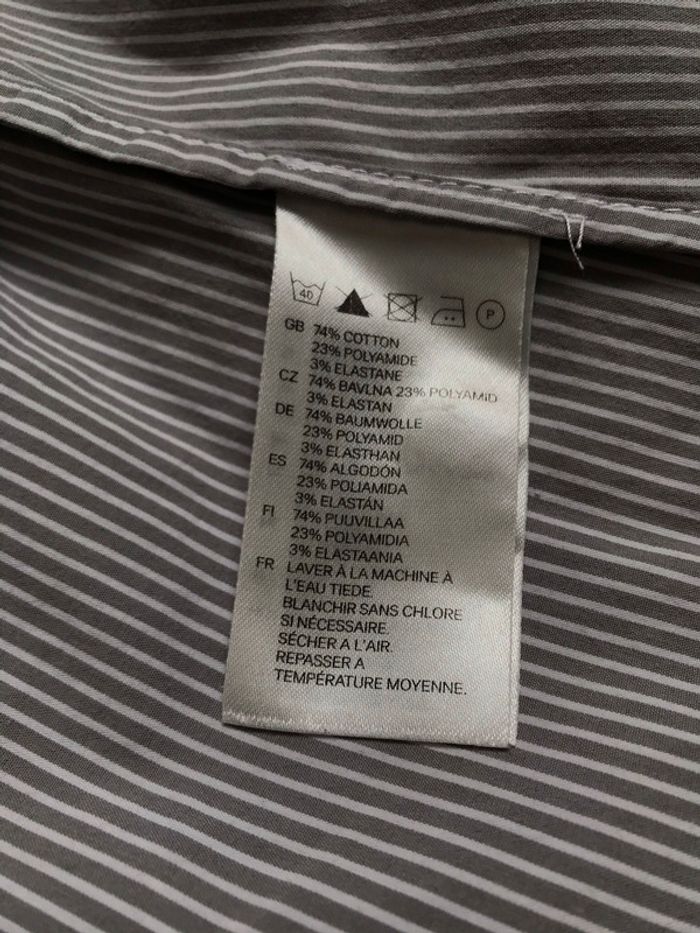 40 P
GB 74% COTTON
23% POLYAMIDE
3% ELASTANE
CZ 74% BAVLNA 23% POLYAMID
3% ELASTAN
DE 74% BAUMWOLLE
23% POLYAMID
3% ELASTHAN
ES 74% ALGODÓN
23% POLIAMIDA
3% ELASTÁN
FI 74% PUUVILLAA
23% POLYAMIDIA
3% ELASTAANIA
FR LAVER À LA MACHINE À
L'EAU TIEDE.
BLANCHIR SANS CHLORE
SI NÉCESSAIRE.
SÉCHER A L'AIR.
REPASSER A
TEMPÉRATURE MOYENNE.